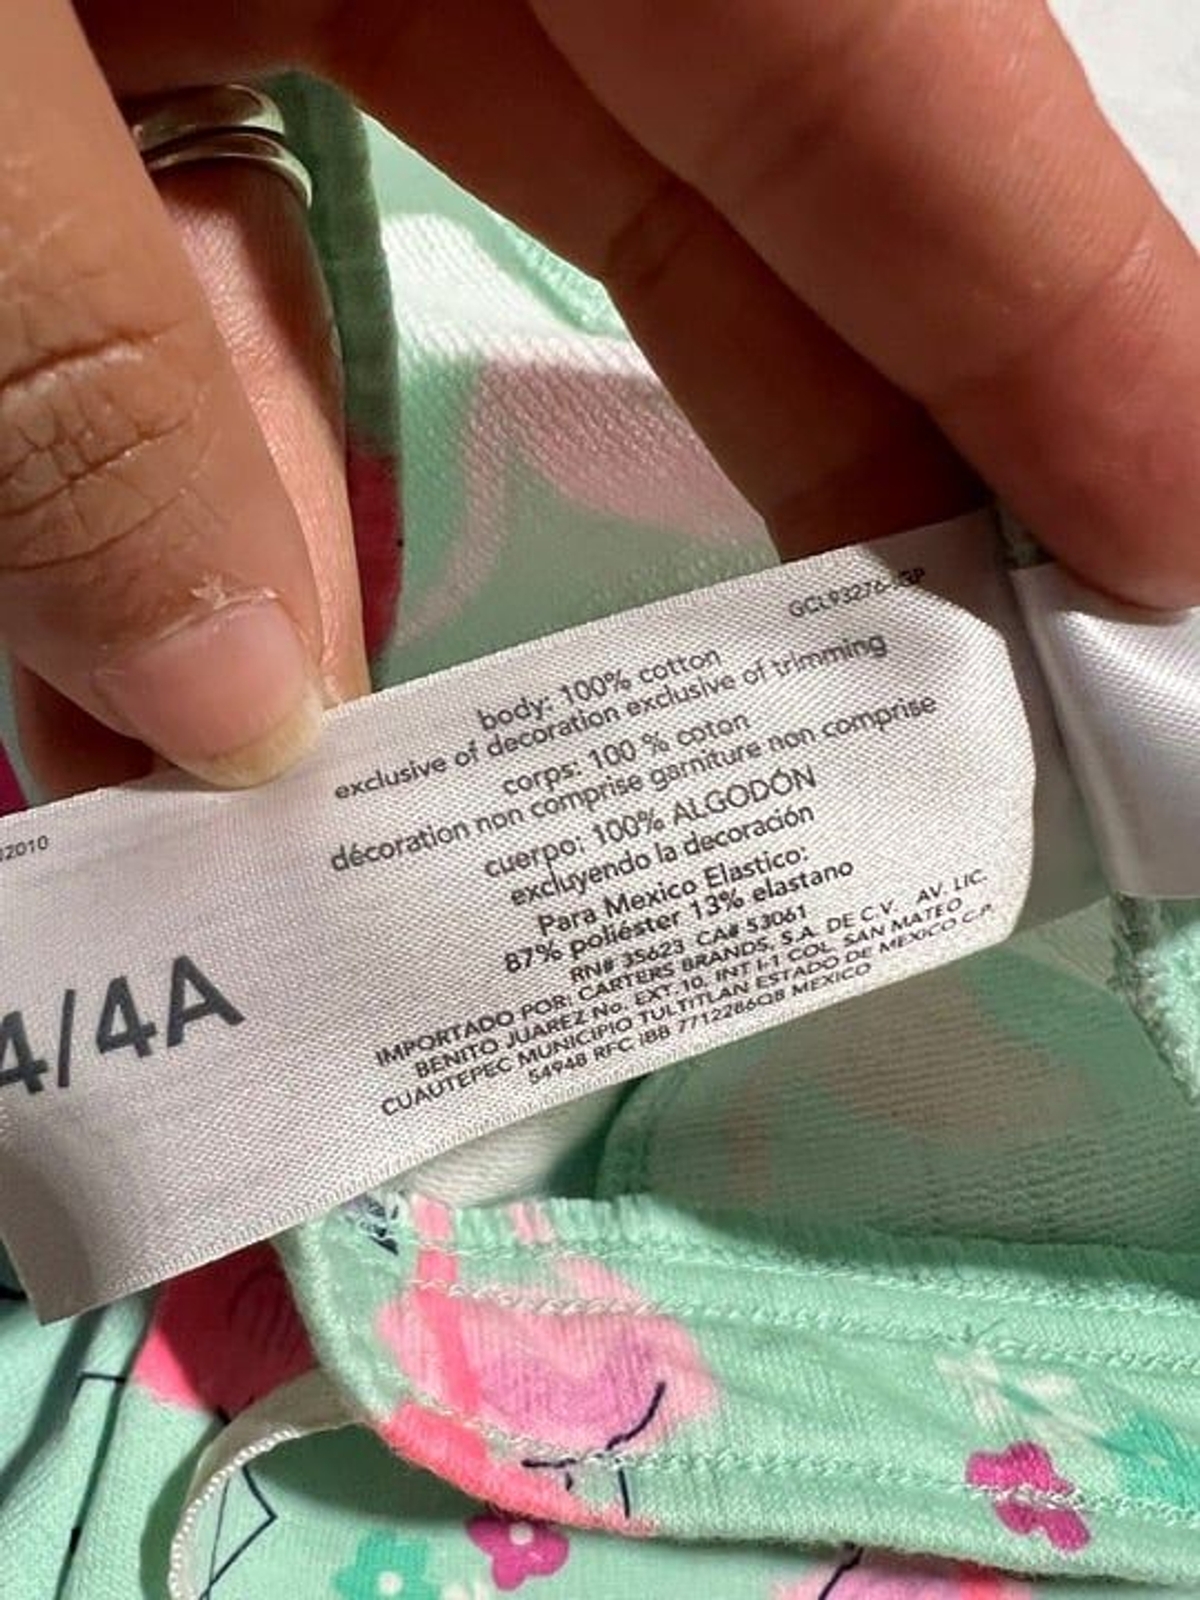 body: 100% cotton
exclusive of decoration exclusive of trimming
corps: 100 % coton
décoration non comprise garniture non comprise
cuerpo: 100% ALGODÓN
excluyendo la decoración
Para Mexico Elastico:
87% poliéster 13% elastano
RN# 35623 CA# 53061
IMPORTADO POR: CARTERS BRANDS, S.A. DE C.V. AV. LIC.
BENITO JUAREZ No. EXT.10, INT I-1 COL. SAN MATEO
CUAUTEPEC MUNICIPIO TULTITLAN ESTADO DE MEXICO C.P.
54948 RFC IBB 7712286Q8 MEXICO
2010
4/4A